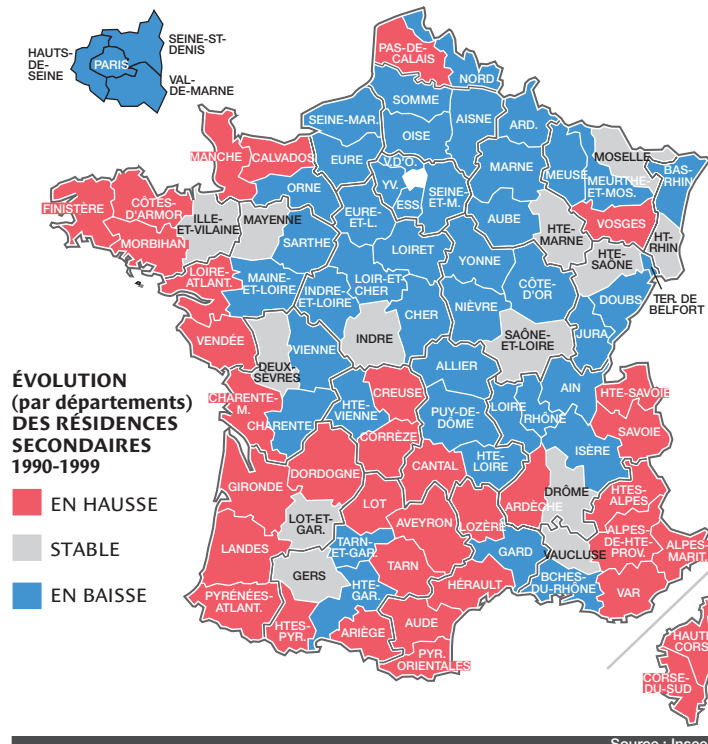 HAUTS-
DE-
SEINE
PARIS
SEINE-ST-
DENIS
VAL-
DE-MARNE
PAS-DE-
CALAIS
NORD
SOMME
SEINE-MAR.
AISNE
OISE
ARD.
MANCHE
CALVADOS
EURE
V.D'O.
MARNE
MEUSE
MOSELLE
MEURTHE-
ET-MOS.
BAS-
RHIN
ORNE
YV.
ESS.
SEINE-
ET-M.
FINISTÈRE
CÔTES-
D'ARMOR
ILLE-
ET-VILAINE
MAYENNE
EURE-
ET-L.
AUBE
HTE-
MARNE
VOSGES
HT-
RHIN
MORBIHAN
SARTHE
LOIRET
YONNE
HTE-
SAÔNE
LOIRE-
ATLANT.
MAINE-
ET-LOIRE
INDRE-
ET-LOIRE
LOIR-ET-
CHER
CHER
NIÈVRE
CÔTE-
D'OR
DOUBS
TER. DE
BELFORT
VENDÉE
DEUX-
SÈVRES
VIENNE
INDRE
SAÔNE-
ET-LOIRE
JURA
ALLIER
ÉVOLUTION
(par départements)
DES RÉSIDENCES
SECONDAIRES
1990-1999
EN HAUSSE
STABLE
EN BAISSE
CHARENTE-
M.
CHARENTE
HTE-
VIENNE
CREUSE
PUY-DE-
DÔME
LOIRE
RHÔNE
AIN
HTE-SAVOIE
SAVOIE
CORRÈZE
HTE-
LOIRE
ISÈRE
GIRONDE
DORDOGNE
CANTAL
ARDÈCHE
DRÔME
HTES-
ALPES
LOT-ET-
GAR.
LOT
AVEYRON
LOZÈRE
LANDES
TARN-
ET-GAR.
TARN
GARD
VAUCLUSE
ALPES-
DE-HTE-
PROV.
ALPES-
MARIT.
GERS
HTE-
GAR.
HÉRAULT
BCHES-
DU-RHÔNE
VAR
PYRÉNÉES-
ATLANT.
HTES-
PYR.
ARIÈGE
AUDE
PYR.
ORIENTALES
HAUTE
CORS
CORSE-
DU-SUD
Source : Insee